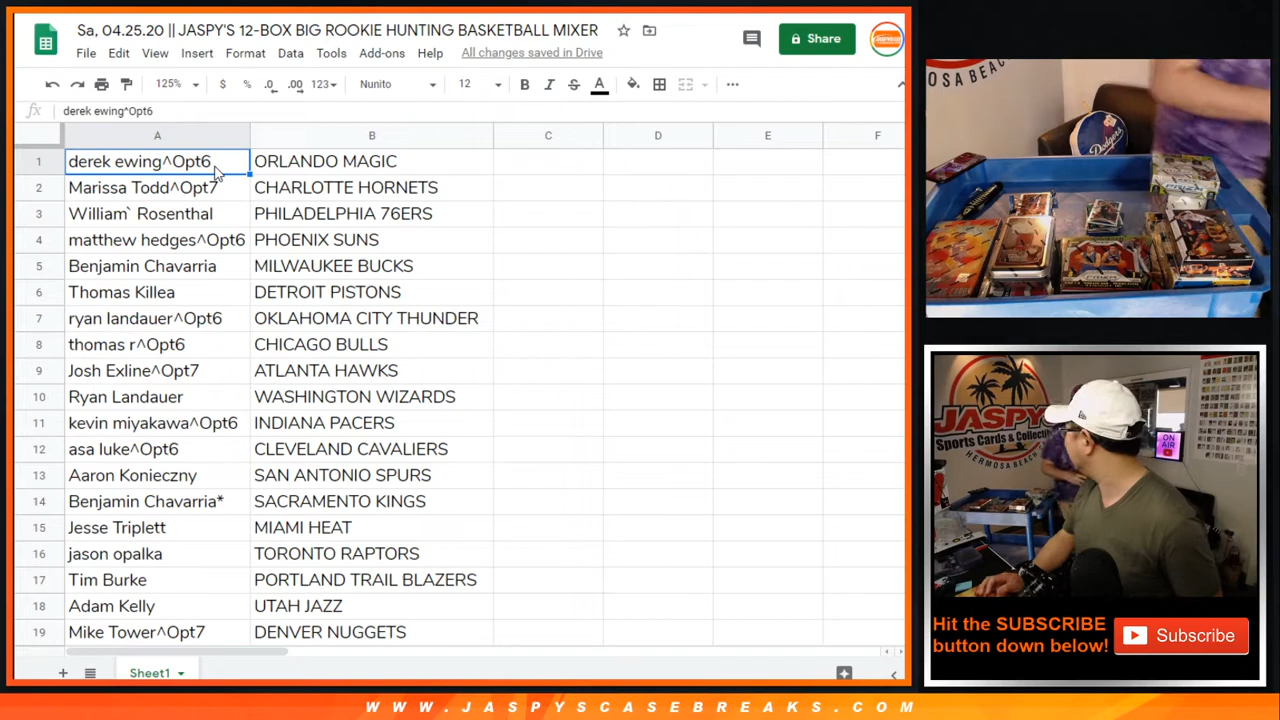 Sa, 04.25.20 || JASPY'S 12-BOX BIG ROOKIE HUNTING BASKETBALL MIXER
File Edit View Insert Format Data Tools Add-ons Help All changes saved in Drive
Share
125% $ % .0 .00 123 Nunito 12 B I S A
fx derek ewing^Opt6
A B C D E F
1 derek ewing^Opt6 ORLANDO MAGIC
2 Marissa Todd^Opt7 CHARLOTTE HORNETS
3 William` Rosenthal PHILADELPHIA 76ERS
4 matthew hedges^Opt6 PHOENIX SUNS
5 Benjamin Chavarria MILWAUKEE BUCKS
6 Thomas Killea DETROIT PISTONS
7 ryan landauer^Opt6 OKLAHOMA CITY THUNDER
8 thomas r^Opt6 CHICAGO BULLS
9 Josh Exline^Opt7 ATLANTA HAWKS
10 Ryan Landauer WASHINGTON WIZARDS
11 kevin miyakawa^Opt6 INDIANA PACERS
12 asa luke^Opt6 CLEVELAND CAVALIERS
13 Aaron Konieczny SAN ANTONIO SPURS
14 Benjamin Chavarria* SACRAMENTO KINGS
15 Jesse Triplett MIAMI HEAT
16 jason opalka TORONTO RAPTORS
17 Tim Burke PORTLAND TRAIL BLAZERS
18 Adam Kelly UTAH JAZZ
19 Mike Tower^Opt7 DENVER NUGGETS
Sheet1
HERMOSA BEACH
Dodgers
PRIZM
JASPY'S
Sports Cards & Collectib
HERMOSA BEACH
ON AIR
Hit the SUBSCRIBE
button down below!
Subscribe
WWW.JASPYSCASEBREAKS.COM